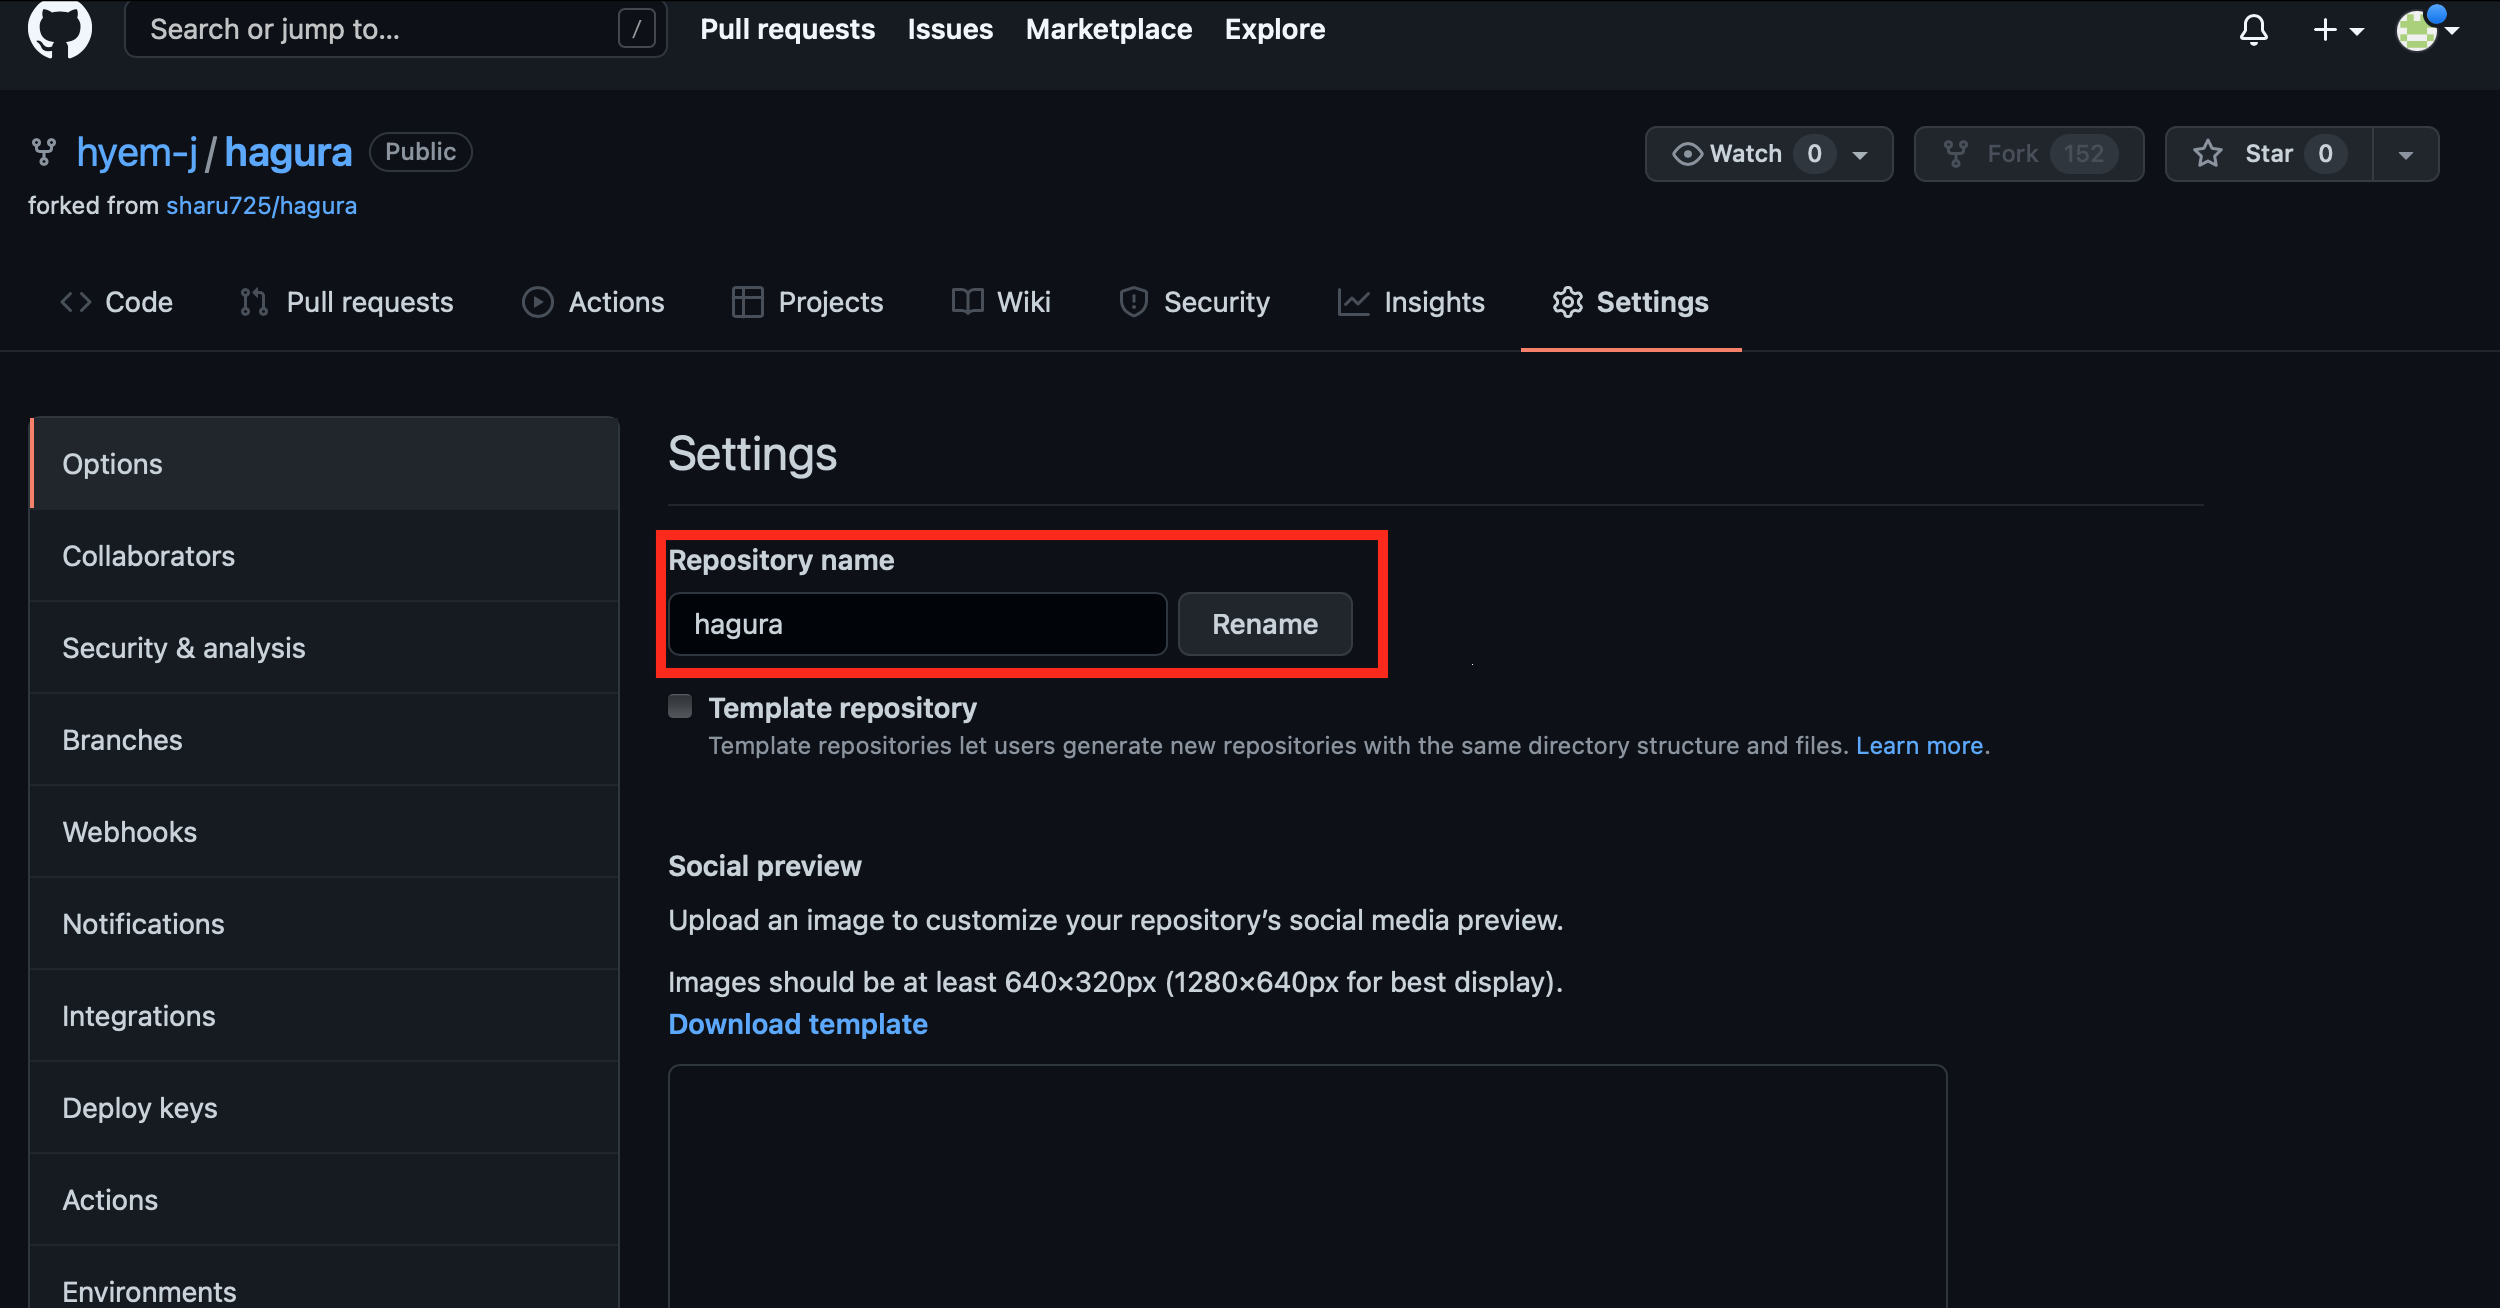 Search or jump to... /
Pull requests Issues Marketplace Explore
hyem-j/hagura Public
Watch 0 Fork 152 Star 0
forked from sharu725/hagura
Code Pull requests Actions Projects Wiki Security Insights Settings
Options
Collaborators
Security & analysis
Branches
Webhooks
Notifications
Integrations
Deploy keys
Actions
Environments
Settings
Repository name
hagura Rename
Template repository
Template repositories let users generate new repositories with the same directory structure and files. Learn more.
Social preview
Upload an image to customize your repository’s social media preview.
Images should be at least 640×320px (1280×640px for best display).
Download template